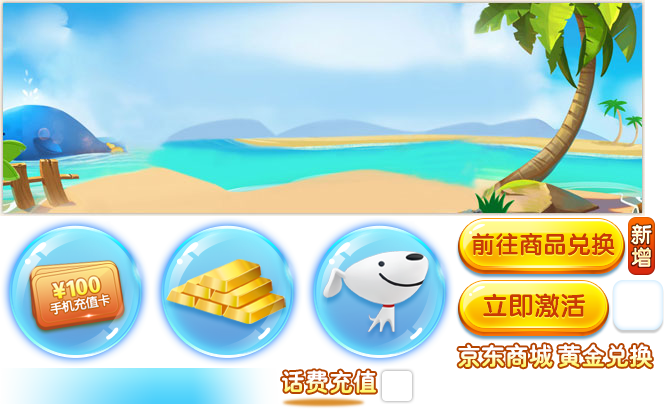 前往商品兑换
新增
¥100
手机充值卡
立即激活
京东商城 黄金兑换
话费充值